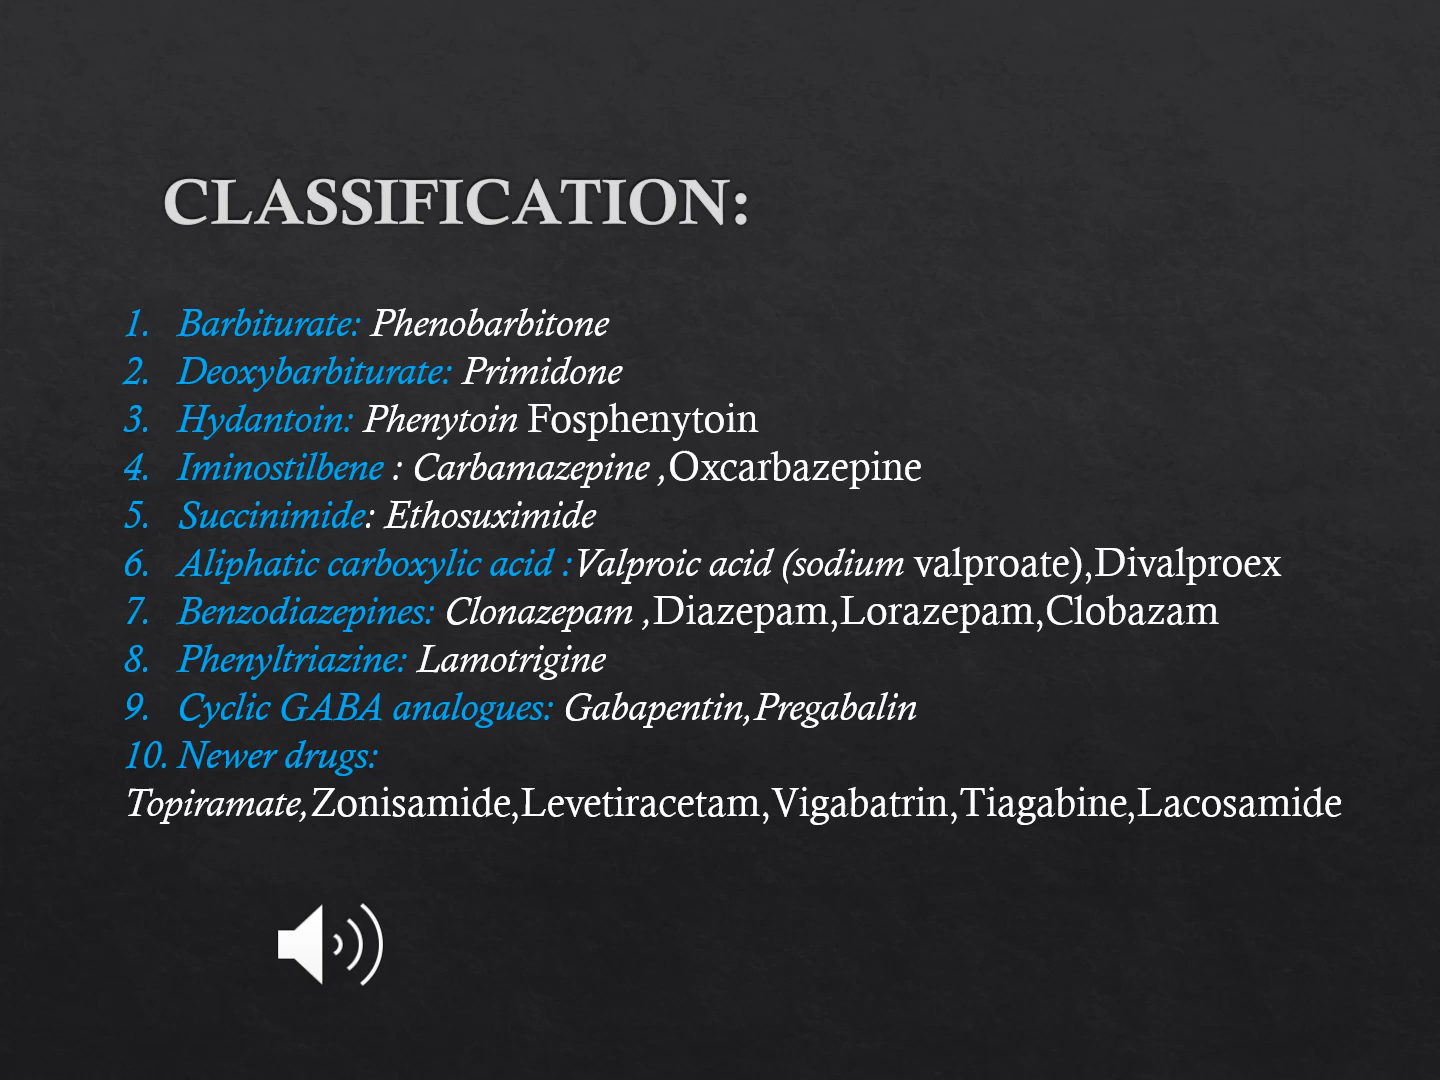 CLASSIFICATION:
1. Barbiturate: Phenobarbitone
2. Deoxybarbiturate: Primidone
3. Hydantoin: Phenytoin Fosphenytoin
4. Iminostilbene : Carbamazepine ,Oxcarbazepine
5. Succinimide: Ethosuximide
6. Aliphatic carboxylic acid :Valproic acid (sodium valproate),Divalproex
7. Benzodiazepines: Clonazepam ,Diazepam,Lorazepam,Clobazam
8. Phenyltriazine: Lamotrigine
9. Cyclic GABA analogues: Gabapentin,Pregabalin
10. Newer drugs:
Topiramate,Zonisamide,Levetiracetam,Vigabatrin,Tiagabine,Lacosamide